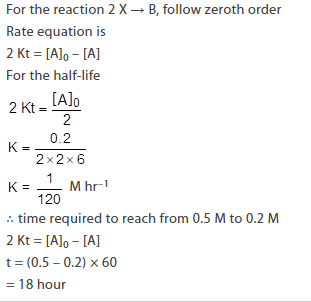 For the reaction 2 X → B, follow zeroth order
Rate equation is
2 Kt = [A]₀ – [A]
For the half-life
2 Kt = [A]₀ / 2
K = 0.2 / 2 × 2 × 6
K = 1 / 120 M hr⁻¹
∴ time required to reach from 0.5 M to 0.2 M
2 Kt = [A]₀ – [A]
t = (0.5 – 0.2) × 60
= 18 hour